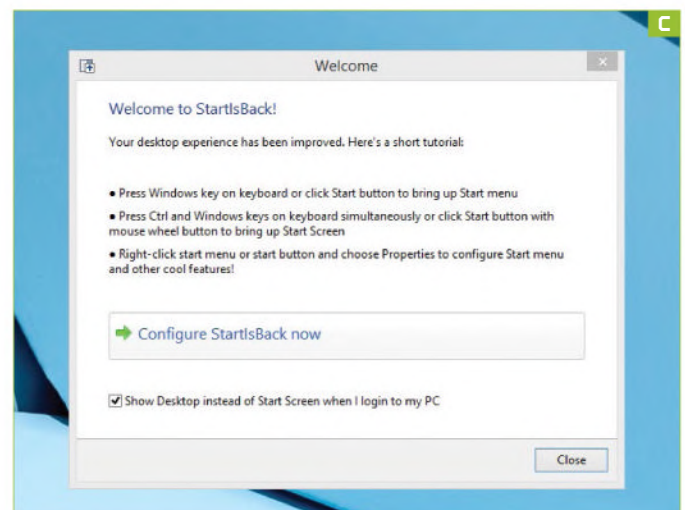 C
Welcome
Welcome to StartIsBack!
Your desktop experience has been improved. Here's a short tutorial:
• Press Windows key on keyboard or click Start button to bring up Start menu
• Press Ctrl and Windows keys on keyboard simultaneously or click Start button with
mouse wheel button to bring up Start Screen
• Right-click start menu or start button and choose Properties to configure Start menu
and other cool features!
Configure StartIsBack now
Show Desktop instead of Start Screen when I login to my PC
Close